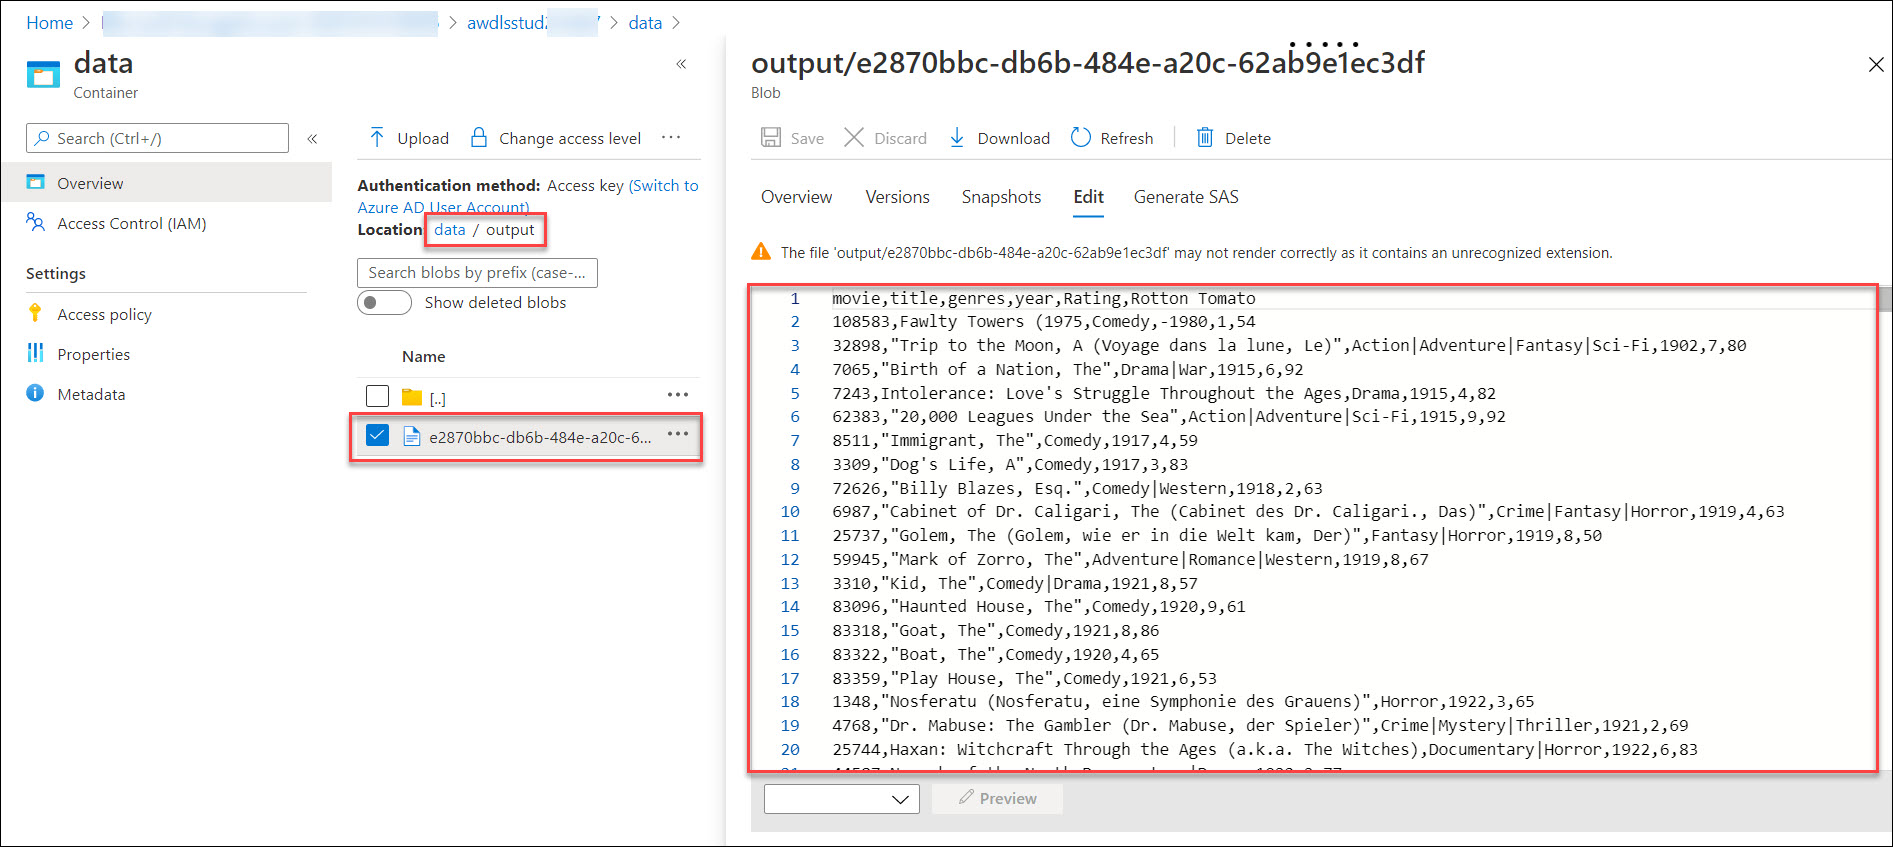 Home > > awdlsstud > data >
data
Container
Search (Ctrl+/)
Overview
Access Control (IAM)
Settings
Access policy
Properties
Metadata
Upload Change access level ...
Authentication method: Access key (Switch to
Azure AD User Account)
Location: data / output
Search blobs by prefix (case-...
Show deleted blobs
Name
[..] ...
e2870bbc-db6b-484e-a20c-6... ...
output/e2870bbc-db6b-484e-a20c-62ab9e1ec3df
Blob
Save Discard Download Refresh Delete
Overview Versions Snapshots Edit Generate SAS
The file 'output/e2870bbc-db6b-484e-a20c-62ab9e1ec3df' may not render correctly as it contains an unrecognized extension.
1 movie,title,genres,year,Rating,Rotton Tomato
2 108583,Fawlty Towers (1975,Comedy,-1980,1,54
3 32898,"Trip to the Moon, A (Voyage dans la lune, Le)",Action|Adventure|Fantasy|Sci-Fi,1902,7,80
4 7065,"Birth of a Nation, The",Drama|War,1915,6,92
5 7243,Intolerance: Love's Struggle Throughout the Ages,Drama,1915,4,82
6 62383,"20,000 Leagues Under the Sea",Action|Adventure|Sci-Fi,1915,9,92
7 8511,"Immigrant, The",Comedy,1917,4,59
8 3309,"Dog's Life, A",Comedy,1917,3,83
9 72626,"Billy Blazes, Esq.",Comedy|Western,1918,2,63
10 6987,"Cabinet of Dr. Caligari, The (Cabinet des Dr. Caligari., Das)",Crime|Fantasy|Horror,1919,4,63
11 25737,"Golem, The (Golem, wie er in die Welt kam, Der)",Fantasy|Horror,1919,8,50
12 59945,"Mark of Zorro, The",Adventure|Romance|Western,1919,8,67
13 3310,"Kid, The",Comedy|Drama,1921,8,57
14 83096,"Haunted House, The",Comedy,1920,9,61
15 83318,"Goat, The",Comedy,1921,8,86
16 83322,"Boat, The",Comedy,1920,4,65
17 83359,"Play House, The",Comedy,1921,6,53
18 1348,"Nosferatu (Nosferatu, eine Symphonie des Grauens)",Horror,1922,3,65
19 4768,"Dr. Mabuse: The Gambler (Dr. Mabuse, der Spieler)",Crime|Mystery|Thriller,1921,2,69
20 25744,Haxan: Witchcraft Through the Ages (a.k.a. The Witches),Documentary|Horror,1922,6,83
Preview